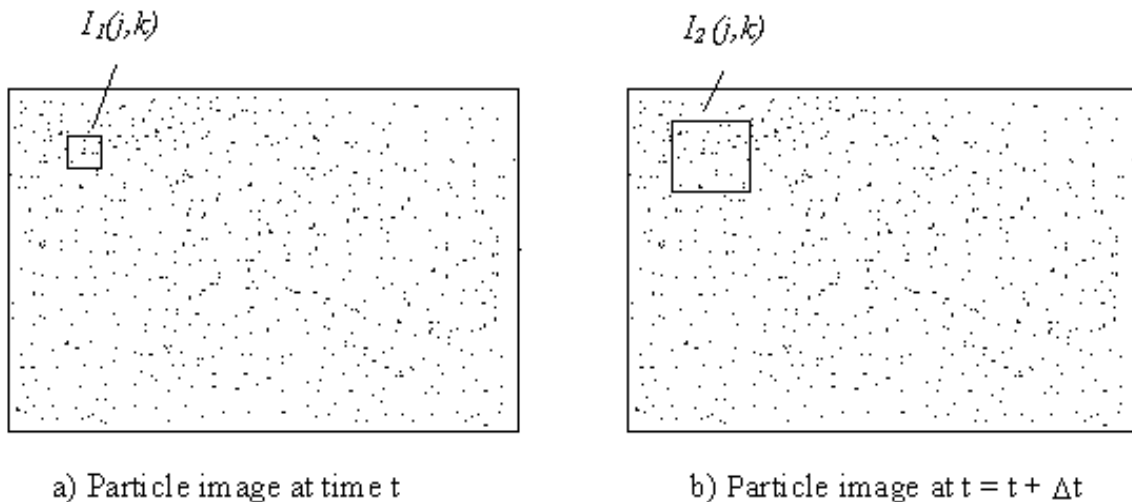 I1(j,k)
I2 (j,k)
a) Particle image at time t
b) Particle image at t = t + Δt